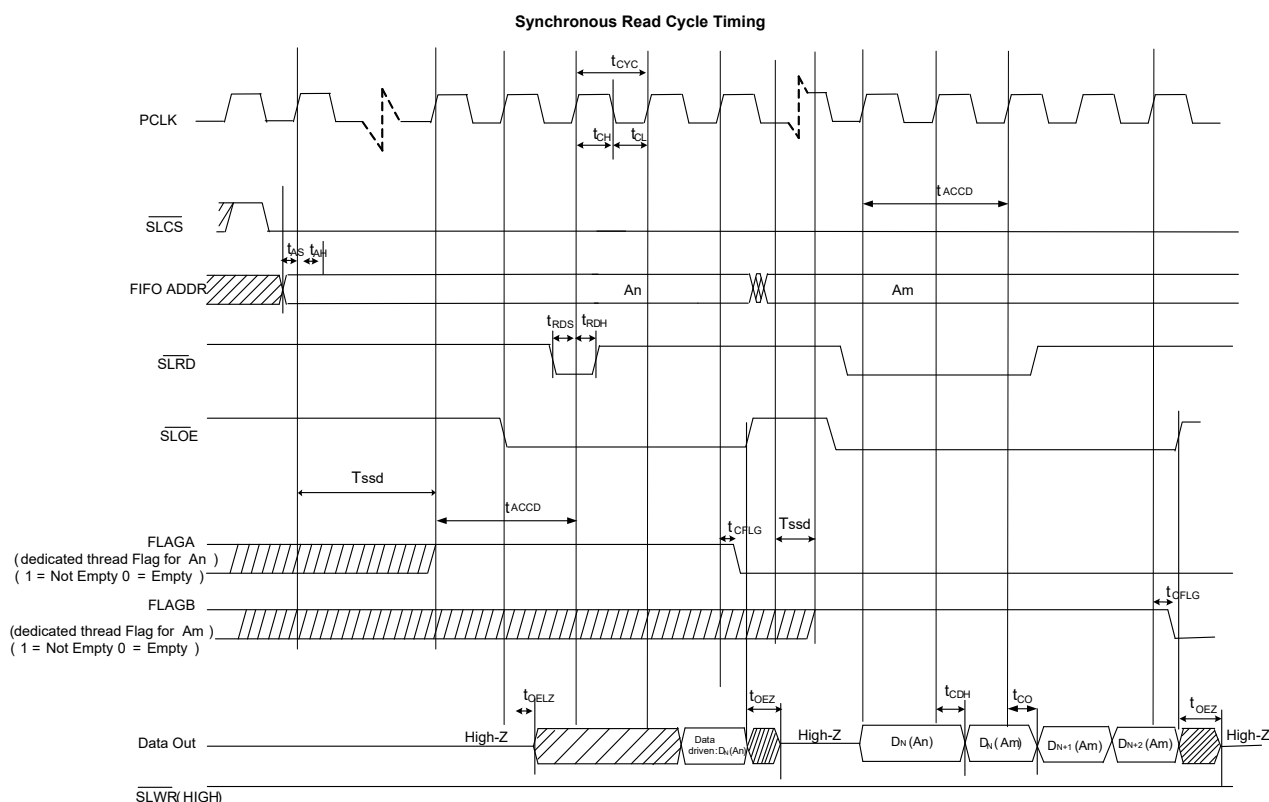 Synchronous Read Cycle Timing
tCYC
PCLK
tCH
tCL
tACCD
SLCS
tAS
tAH
FIFO ADDR
An
Am
tRDS
tRDH
SLRD
SLOE
Tssd
tACCD
FLAGA
(dedicated thread Flag for An )
( 1 = Not Empty 0 = Empty )
tCFLG
Tssd
FLAGB
(dedicated thread Flag for Am )
( 1 = Not Empty 0 = Empty )
tCFLG
tOELZ
tOEZ
tCDH
tCO
tOEZ
Data Out
High-Z
Data
driven:DN(An)
High-Z
DN(An)
DN(Am)
DN+1(Am)
DN+2(Am)
High-Z
SLWR(HIGH)